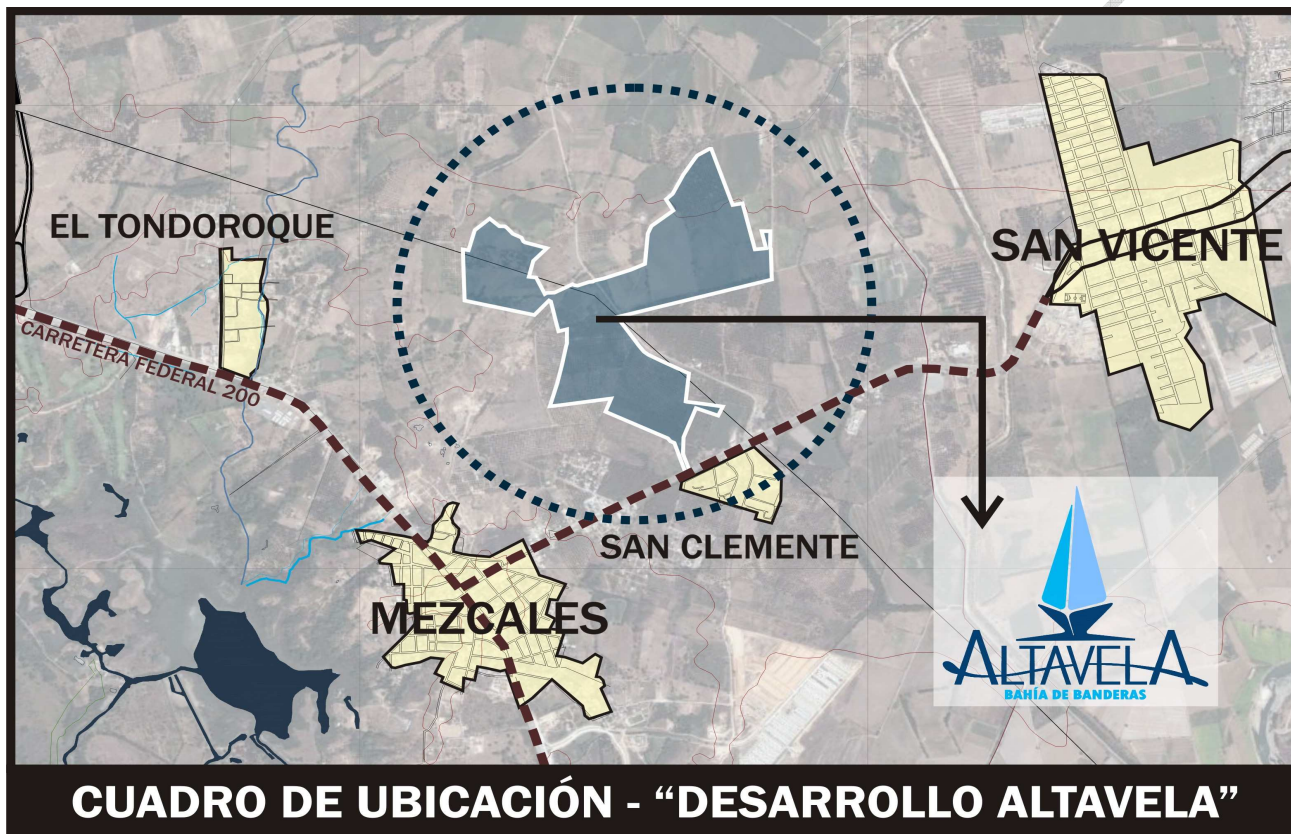 EL TONDOROQUE
SAN VICENTE
CARRETERA FEDERAL 200
SAN CLEMENTE
MEZCALES
ALTAVELA
BAHÍA DE BANDERAS
CUADRO DE UBICACIÓN - “DESARROLLO ALTAVELA”